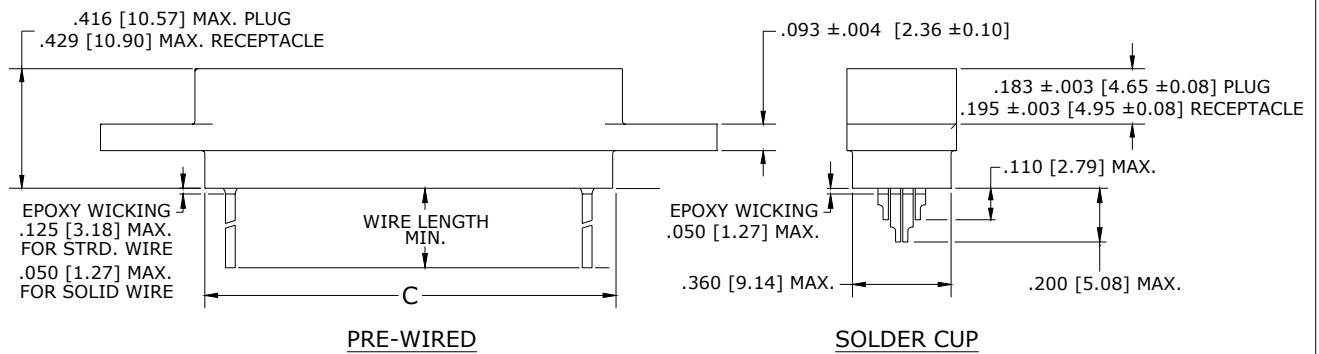 .416 [10.57] MAX. PLUG
.429 [10.90] MAX. RECEPTACLE
.093 ±.004 [2.36 ±0.10]
.183 ±.003 [4.65 ±0.08] PLUG
.195 ±.003 [4.95 ±0.08] RECEPTACLE
.110 [2.79] MAX.
EPOXY WICKING
.125 [3.18] MAX.
FOR STRD. WIRE
.050 [1.27] MAX.
FOR SOLID WIRE
WIRE LENGTH
MIN.
C
EPOXY WICKING
.050 [1.27] MAX.
.360 [9.14] MAX.
.200 [5.08] MAX.
PRE-WIRED
SOLDER CUP